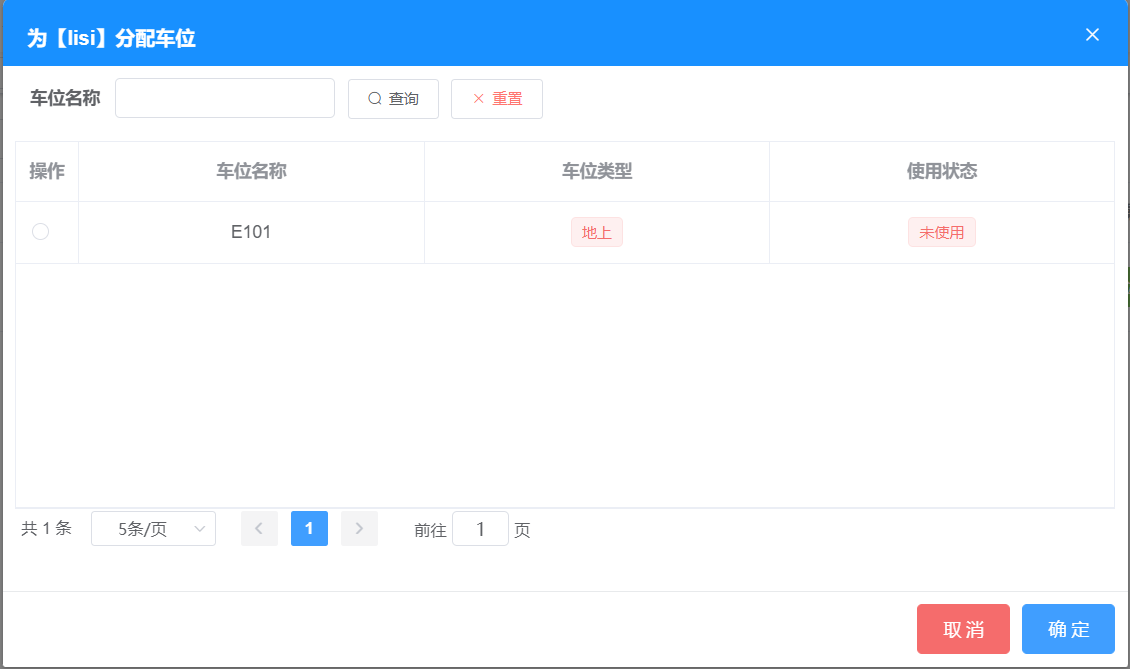 为【lisi】分配车位
车位名称 查询 重置
操作 车位名称 车位类型 使用状态
E101 地上 未使用
共 1 条 5条/页 1 前往 1 页
取 消 确 定